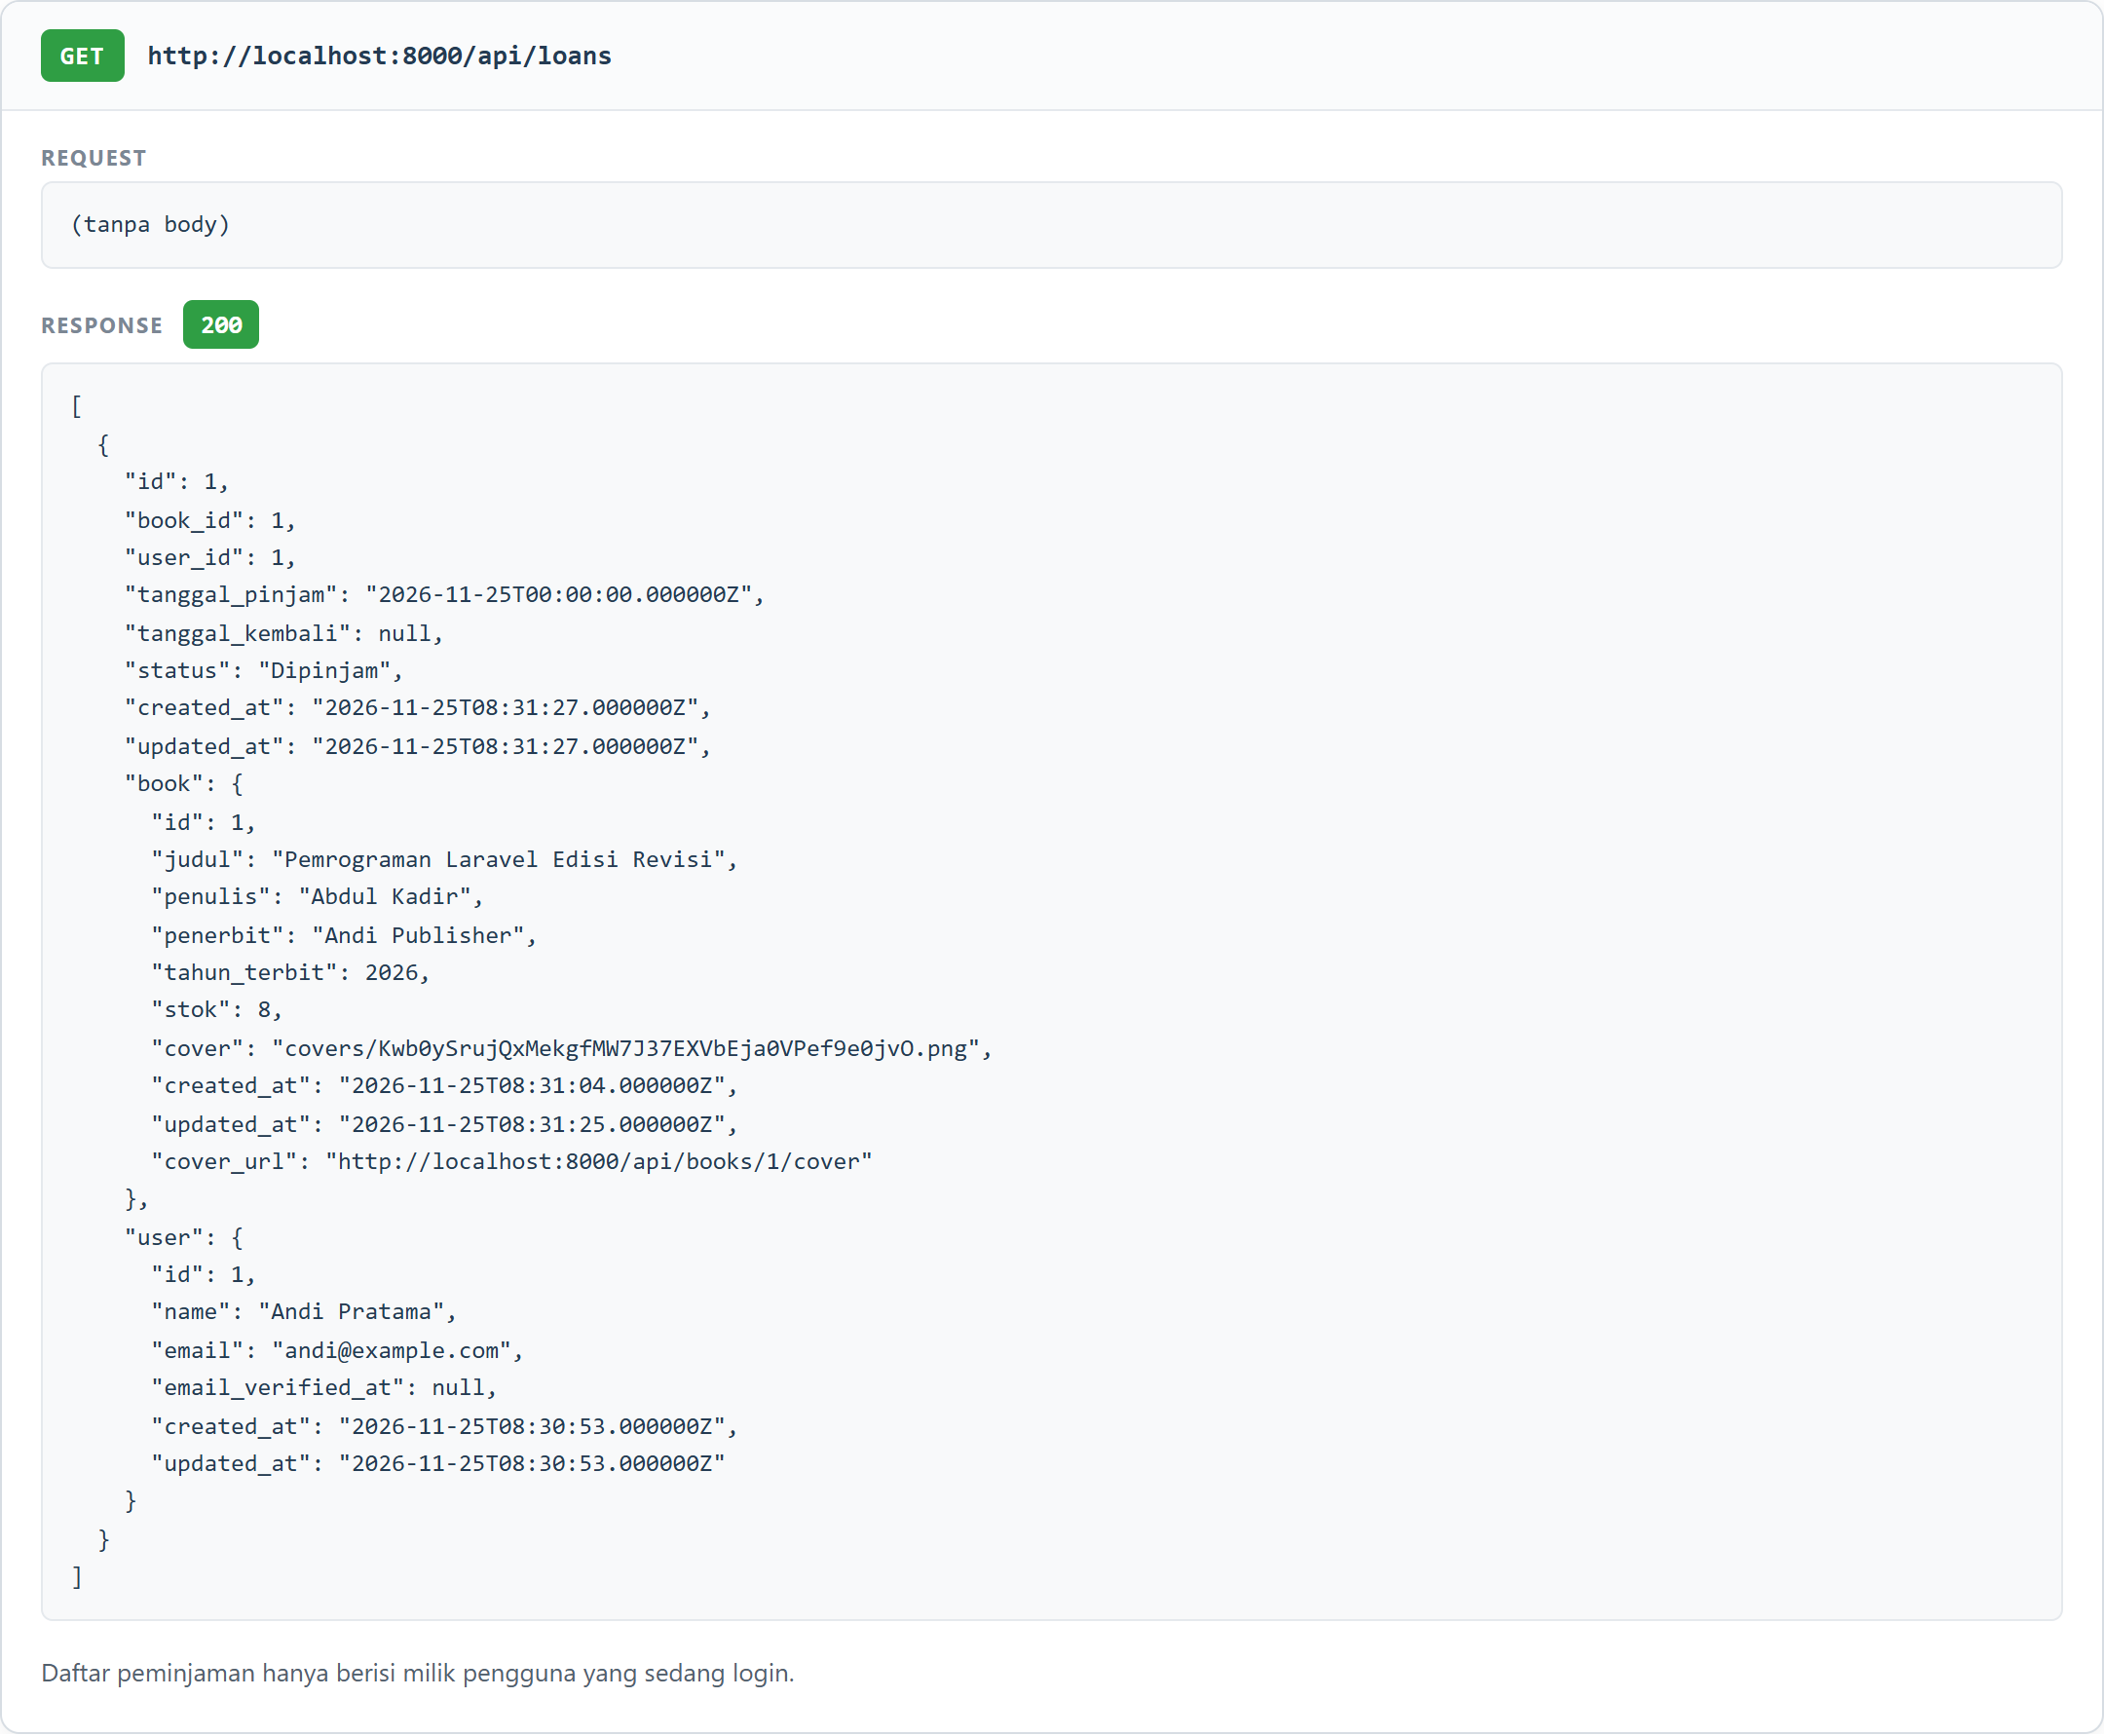 GET http://localhost:8000/api/loans
REQUEST
(tanpa body)
RESPONSE 200
[
  {
    "id": 1,
    "book_id": 1,
    "user_id": 1,
    "tanggal_pinjam": "2026-11-25T00:00:00.000000Z",
    "tanggal_kembali": null,
    "status": "Dipinjam",
    "created_at": "2026-11-25T08:31:27.000000Z",
    "updated_at": "2026-11-25T08:31:27.000000Z",
    "book": {
      "id": 1,
      "judul": "Pemrograman Laravel Edisi Revisi",
      "penulis": "Abdul Kadir",
      "penerbit": "Andi Publisher",
      "tahun_terbit": 2026,
      "stok": 8,
      "cover": "covers/Kwb0ySrujQxMekgfMW7J37EXVbEja0VPef9e0jvO.png",
      "created_at": "2026-11-25T08:31:04.000000Z",
      "updated_at": "2026-11-25T08:31:25.000000Z",
      "cover_url": "http://localhost:8000/api/books/1/cover"
    },
    "user": {
      "id": 1,
      "name": "Andi Pratama",
      "email": "andi@example.com",
      "email_verified_at": null,
      "created_at": "2026-11-25T08:30:53.000000Z",
      "updated_at": "2026-11-25T08:30:53.000000Z"
    }
  }
]
Daftar peminjaman hanya berisi milik pengguna yang sedang login.